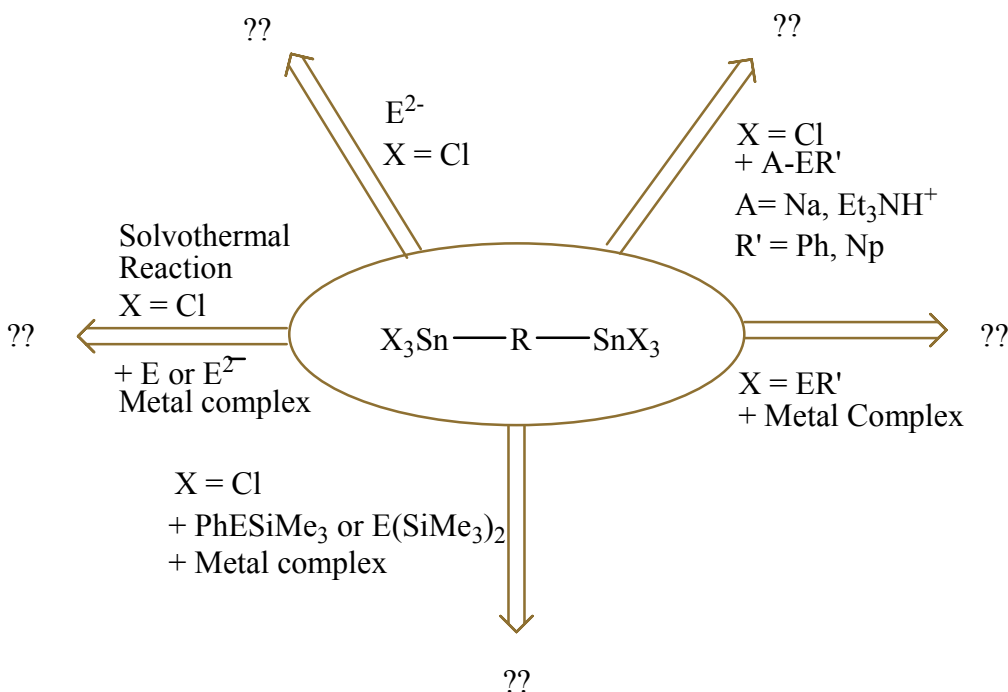 ??
??
E²⁻
X = Cl
X = Cl
+ A-ER'
A= Na, Et₃NH⁺
R' = Ph, Np
Solvothermal
Reaction
X = Cl
??
+ E or E²⁻
Metal complex
X₃Sn — R — SnX₃
??
X = ER'
+ Metal Complex
X = Cl
+ PhESiMe₃ or E(SiMe₃)₂
+ Metal complex
??